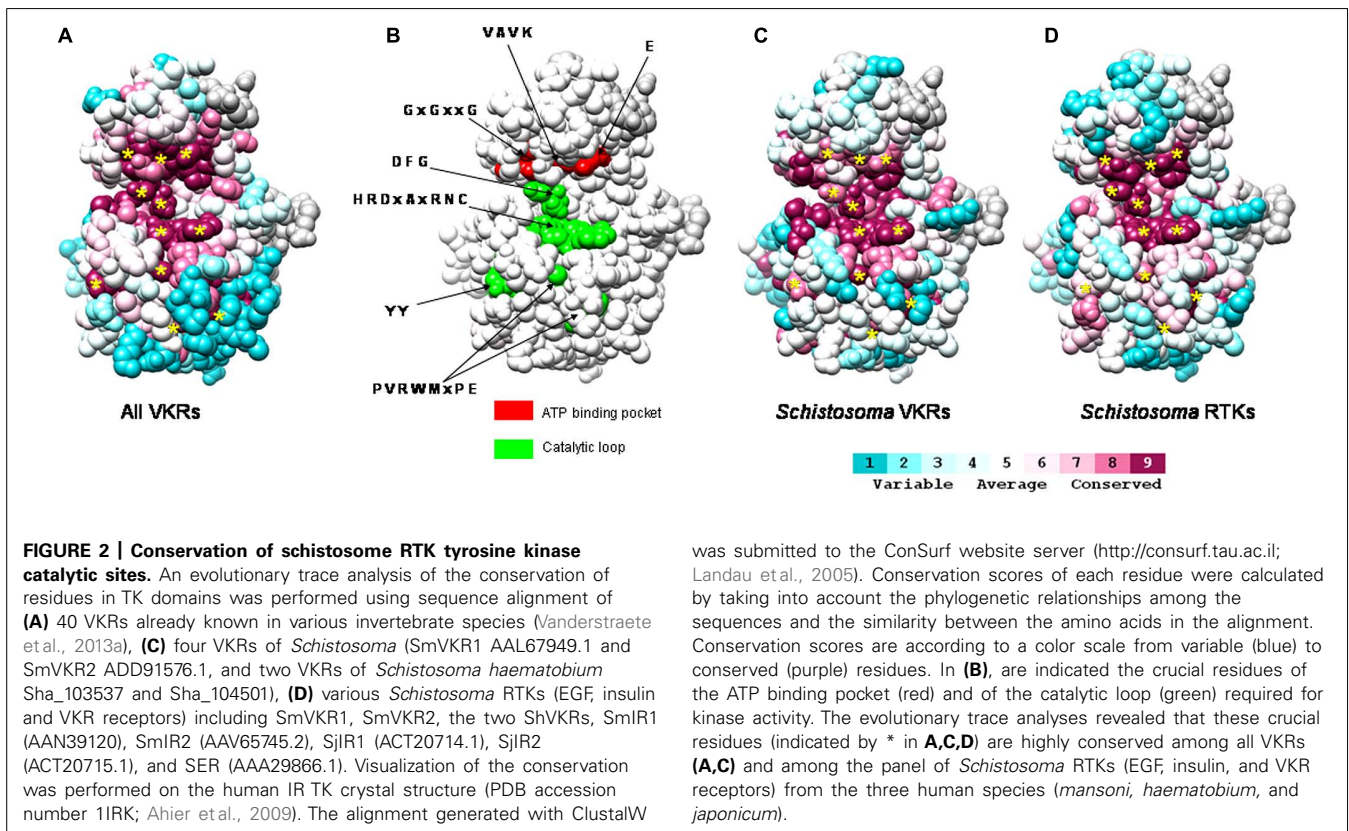 A
B
C
D
VAVK
E
GxGxxG
DFG
HRDxAxRNC
YY
PVRWMxPE
ATP binding pocket
Catalytic loop
All VKRs
Schistosoma VKRs
Schistosoma RTKs
1 2 3 4 5 6 7 8 9
Variable Average Conserved
FIGURE 2 | Conservation of schistosome RTK tyrosine kinase
catalytic sites. An evolutionary trace analysis of the conservation of
residues in TK domains was performed using sequence alignment of
(A) 40 VKRs already known in various invertebrate species (Vanderstraete
et al., 2013a), (C) four VKRs of Schistosoma (SmVKR1 AAL67949.1 and
SmVKR2 ADD91576.1, and two VKRs of Schistosoma haematobium
Sha_103537 and Sha_104501), (D) various Schistosoma RTKs (EGF, insulin
and VKR receptors) including SmVKR1, SmVKR2, the two ShVKRs, SmIR1
(AAN39120), SmIR2 (AAV65745.2), SjIR1 (ACT20714.1), SjIR2
(ACT20715.1), and SER (AAA29866.1). Visualization of the conservation
was performed on the human IR TK crystal structure (PDB accession
number 1IRK; Ahier et al., 2009). The alignment generated with ClustalW
was submitted to the ConSurf website server (http://consurf.tau.ac.il;
Landau et al., 2005). Conservation scores of each residue were calculated
by taking into account the phylogenetic relationships among the
sequences and the similarity between the amino acids in the alignment.
Conservation scores are according to a color scale from variable (blue) to
conserved (purple) residues. In (B), are indicated the crucial residues of
the ATP binding pocket (red) and of the catalytic loop (green) required for
kinase activity. The evolutionary trace analyses revealed that these crucial
residues (indicated by * in A,C,D) are highly conserved among all VKRs
(A,C) and among the panel of Schistosoma RTKs (EGF, insulin, and VKR
receptors) from the three human species (mansoni, haematobium, and
japonicum).